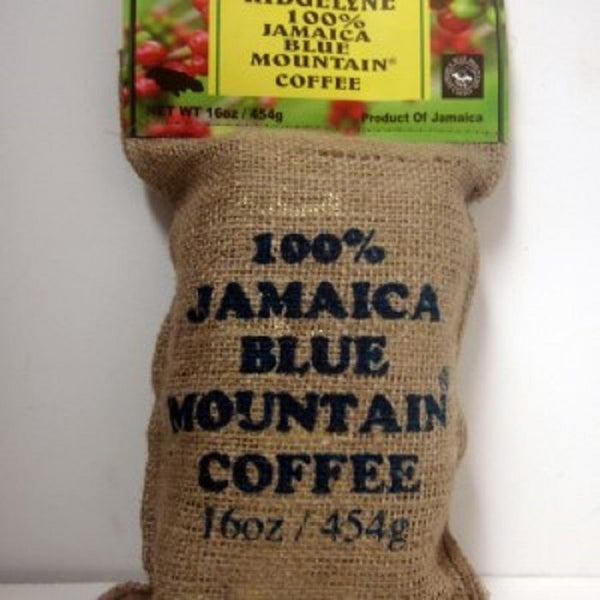 RIDGELYNE
100%
JAMAICA
BLUE
MOUNTAIN®
COFFEE
NET WT 16oz / 454g
Product Of Jamaica
100%
JAMAICA
BLUE
MOUNTAIN®
COFFEE
16oz / 454g